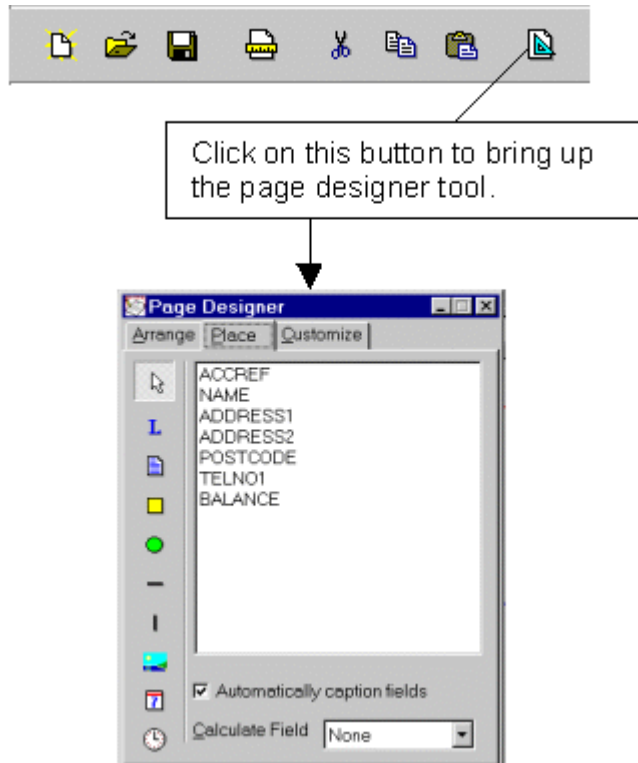 Click on this button to bring up
the page designer tool.
Page Designer
Arrange Place Customize
ACCREF
NAME
ADDRESS1
ADDRESS2
POSTCODE
TELNO1
BALANCE
L
7
Automatically caption fields
Calculate Field None